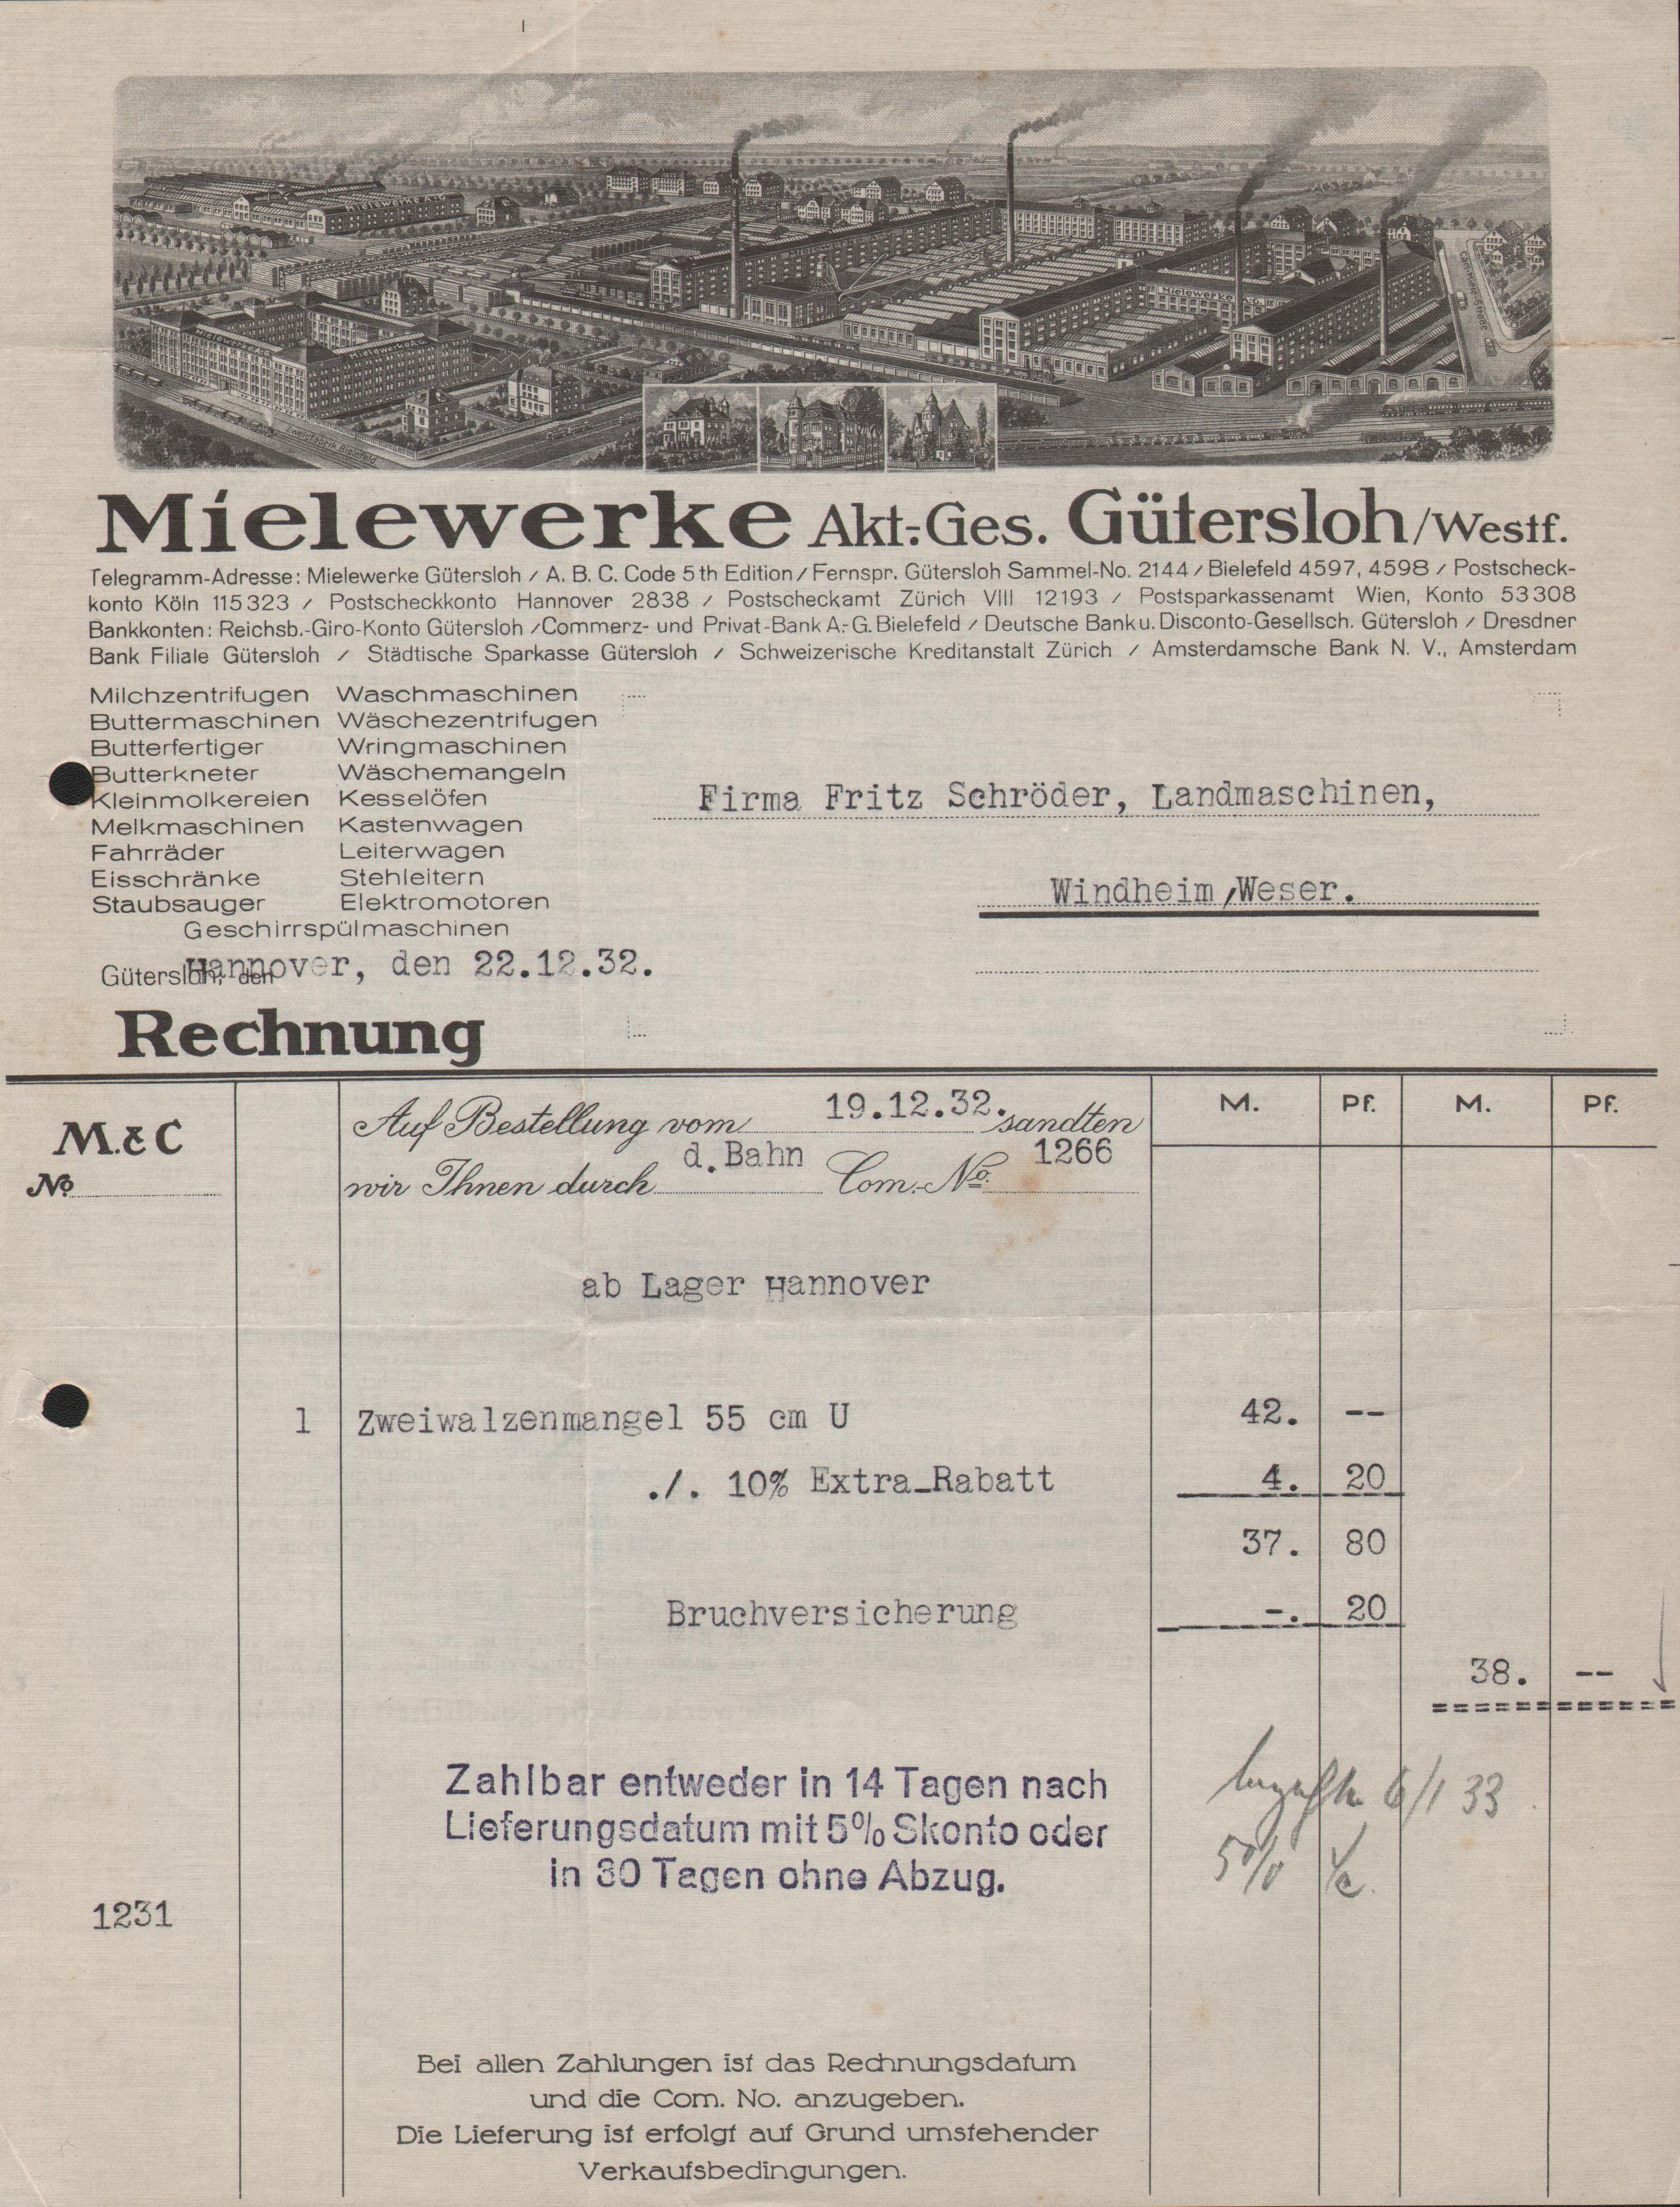 Mielewerke A.G.
Mielewerke A.G.
Carl-Miele-Straße
Mielewerke A.G.
Mielewerke A.G.
Zweigfabrik Bielefeld
Mielewerke Akt.-Ges. Gütersloh/Westf.
Telegramm-Adresse: Mielewerke Gütersloh / A. B. C. Code 5th Edition / Fernspr. Gütersloh Sammel-No. 2144 / Bielefeld 4597, 4598 / Postscheck-
konto Köln 115323 / Postscheckkonto Hannover 2838 / Postscheckamt Zürich VIII 12193 / Postsparkassenamt Wien, Konto 53308
Bankkonten: Reichsb.-Giro-Konto Gütersloh / Commerz- und Privat-Bank A.-G. Bielefeld / Deutsche Bank u. Disconto-Gesellsch. Gütersloh / Dresdner
Bank Filiale Gütersloh / Städtische Sparkasse Gütersloh / Schweizerische Kreditanstalt Zürich / Amsterdamsche Bank N. V., Amsterdam
Milchzentrifugen Waschmaschinen
Buttermaschinen Wäschezentrifugen
Butterfertiger Wringmaschinen
Butterkneter Wäschemangeln
Kleinmolkereien Kesselöfen
Melkmaschinen Kastenwagen
Fahrräder Leiterwagen
Eisschränke Stehleitern
Staubsauger Elektromotoren
Geschirrspülmaschinen
Firma Fritz Schröder, Landmaschinen,
Windheim/Weser.
Gütersloh, den
Hannover, den 22.12.32.
Rechnung
M. & C
No
Auf Bestellung vom 19.12.32. sandten
wir Ihnen durch d.Bahn Com.-No. 1266
M. Pf. M. Pf.
ab Lager Hannover
1 Zweiwalzenmangel 55 cm U 42. --
./. 10% Extra-Rabatt 4. 20
37. 80
Bruchversicherung -. 20
38. --
Zahlbar entweder in 14 Tagen nach
Lieferungsdatum mit 5% Skonto oder
in 30 Tagen ohne Abzug.
6/1 33
5%
1231
Bei allen Zahlungen ist das Rechnungsdatum
und die Com. No. anzugeben.
Die Lieferung ist erfolgt auf Grund umstehender
Verkaufsbedingungen.